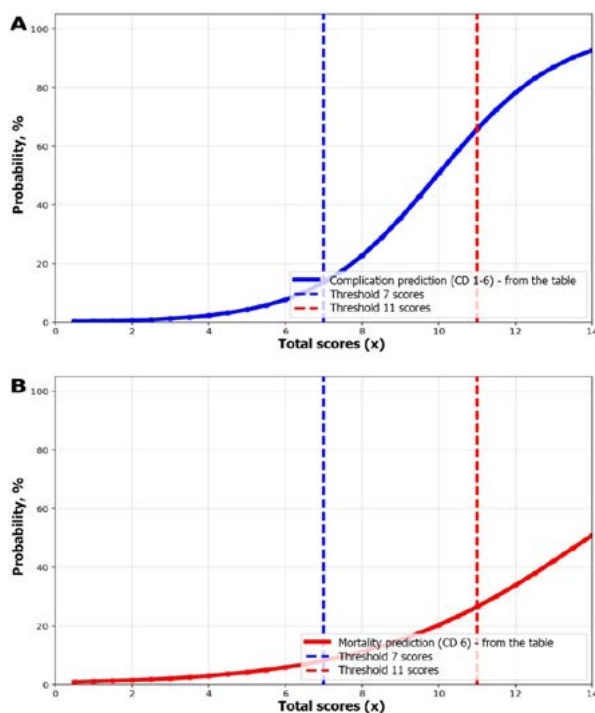 A
100
80
60
40
20
0
Probability, %
Complication prediction (CD 1-6) - from the table
Threshold 7 scores
Threshold 11 scores
0 2 4 6 8 10 12 14
Total scores (x)
B
100
80
60
40
20
0
Probability, %
Mortality prediction (CD 6) - from the table
Threshold 7 scores
Threshold 11 scores
0 2 4 6 8 10 12 14
Total scores (x)